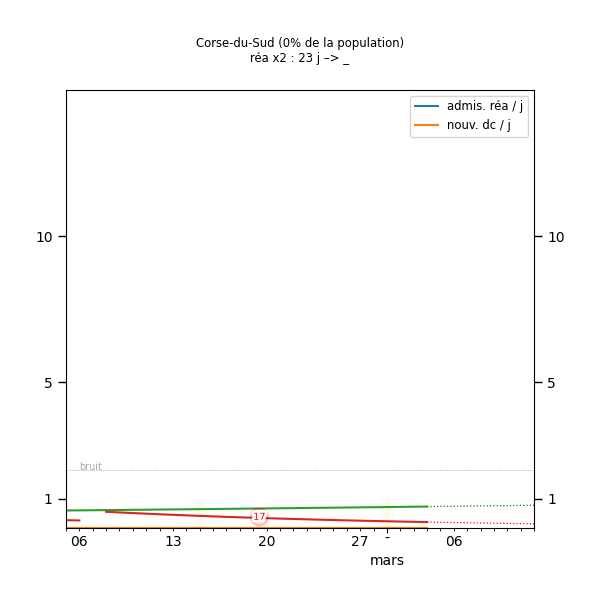 Corse-du-Sud (0% de la population)
réa x2 : 23 j –> _
admis. réa / j
nouv. dc / j
10 10
5 5
bruit
1 1
17
06 13 20 27 - 06
mars